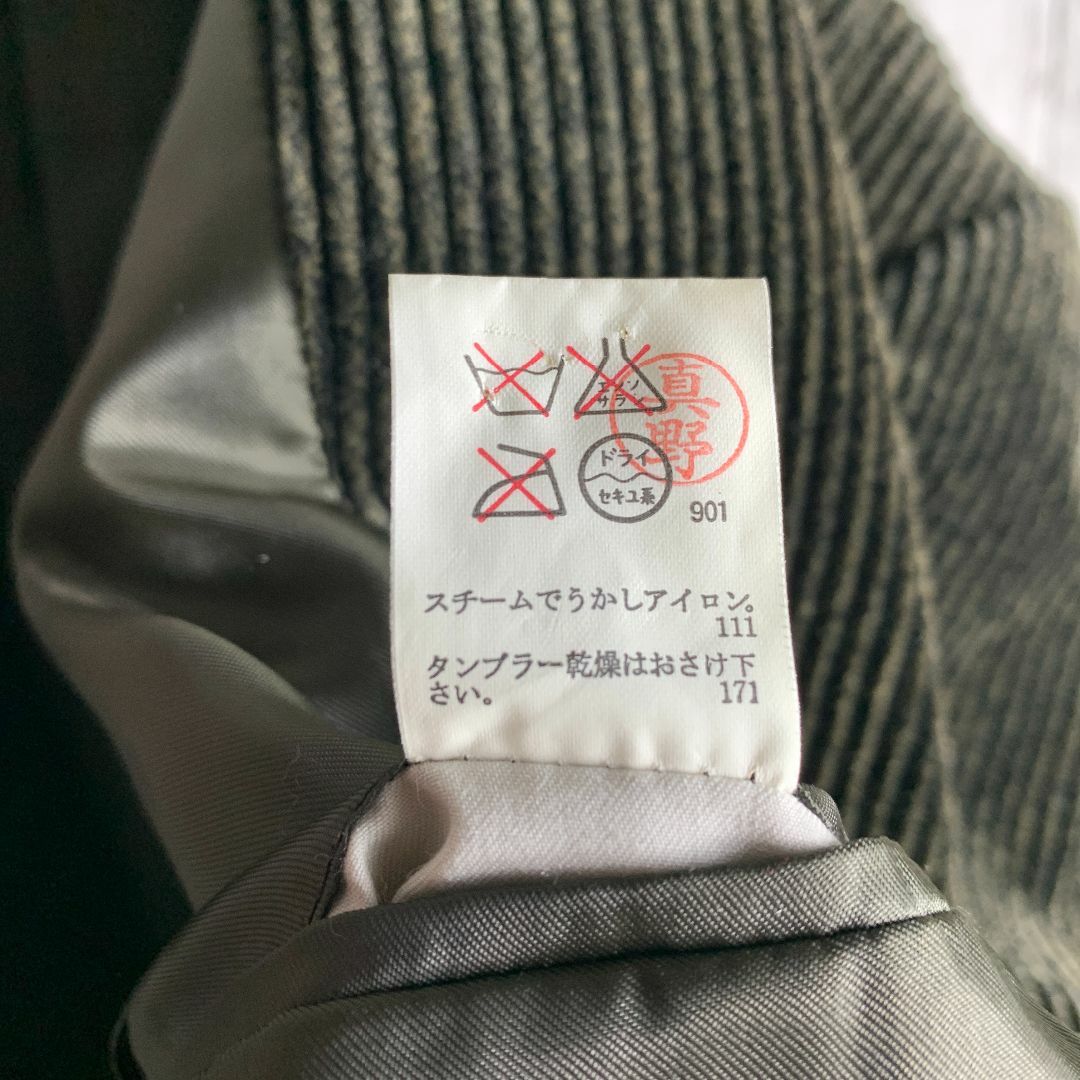 エンソ
サラシ
真野
ドライ
セキユ系
901
スチームでうかしアイロン。
111
タンブラー乾燥はおさけ下
さい。 171